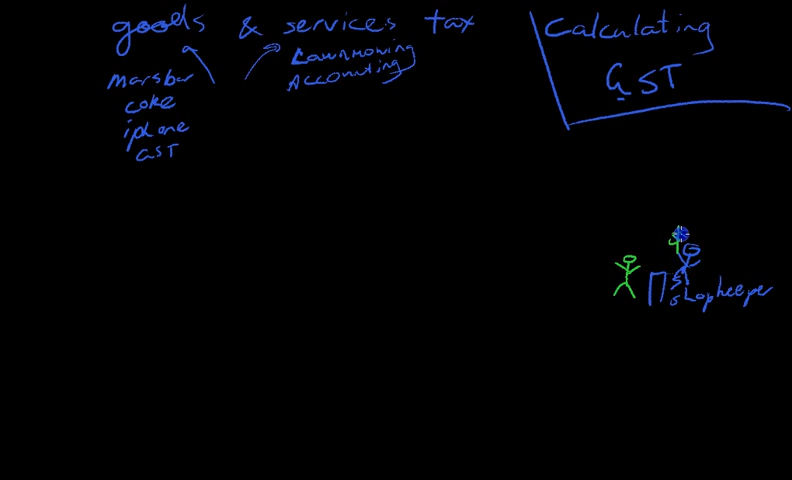 goods & services tax
Lawnmowing
Accounting
marsbar
coke
iphone
GST
Calculating
GST
shopkeeper